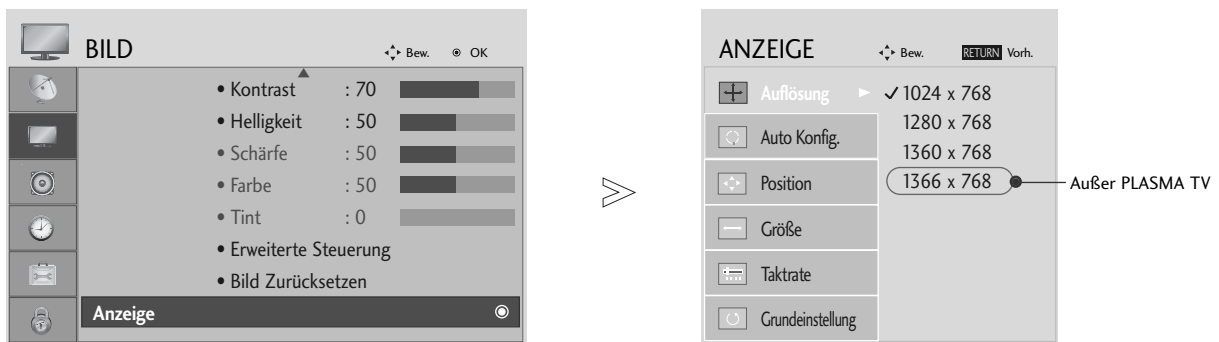 BILD
Bew. OK
• Kontrast : 70
• Helligkeit : 50
• Schärfe : 50
• Farbe : 50
• Tint : 0
• Erweiterte Steuerung
• Bild Zurücksetzen
Anzeige
ANZEIGE
Bew. RETURN Vorh.
Auflösung
✓ 1024 x 768
1280 x 768
1360 x 768
1366 x 768
Außer PLASMA TV
Auto Konfig.
Position
Größe
Taktrate
Grundeinstellung